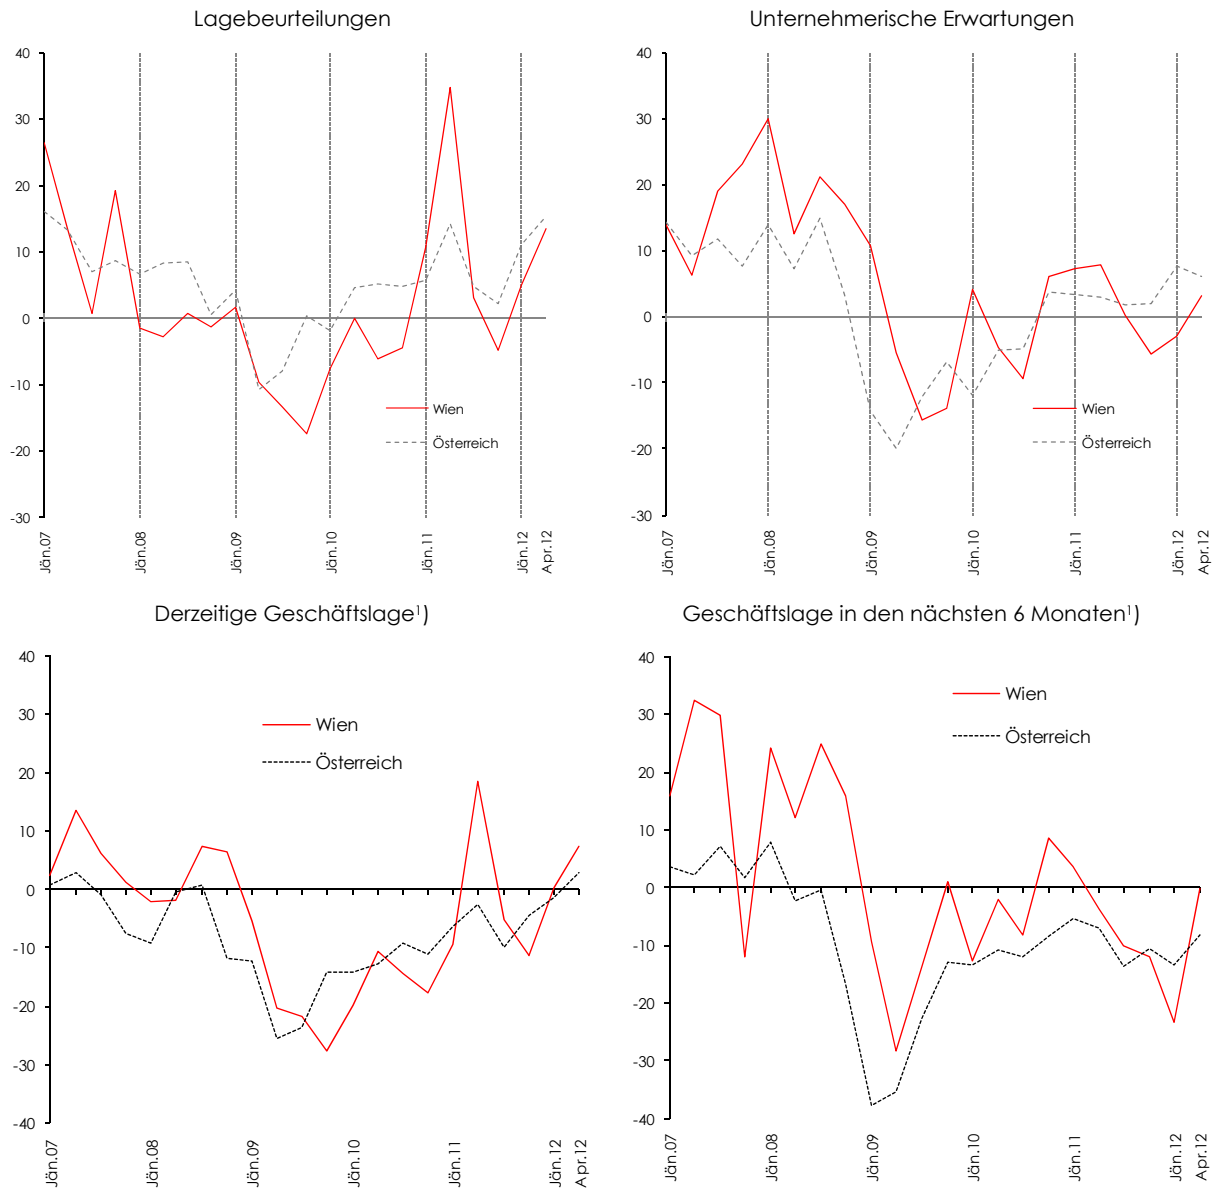 Lagebeurteilungen
40
30
20
10
0
-10
-20
-30
Wien
Österreich
Jän.07
Jän.08
Jän.09
Jän.10
Jän.11
Jän.12
Apr.12
Unternehmerische Erwartungen
40
30
20
10
0
-10
-20
-30
Wien
Österreich
Jän.07
Jän.08
Jän.09
Jän.10
Jän.11
Jän.12
Apr.12
Derzeitige Geschäftslage¹)
40
30
20
10
0
-10
-20
-30
-40
Wien
Österreich
Jän.07
Jän.08
Jän.09
Jän.10
Jän.11
Jän.12
Apr.12
Geschäftslage in den nächsten 6 Monaten¹)
40
30
20
10
0
-10
-20
-30
-40
Wien
Österreich
Jän.07
Jän.08
Jän.09
Jän.10
Jän.11
Jän.12
Apr.12